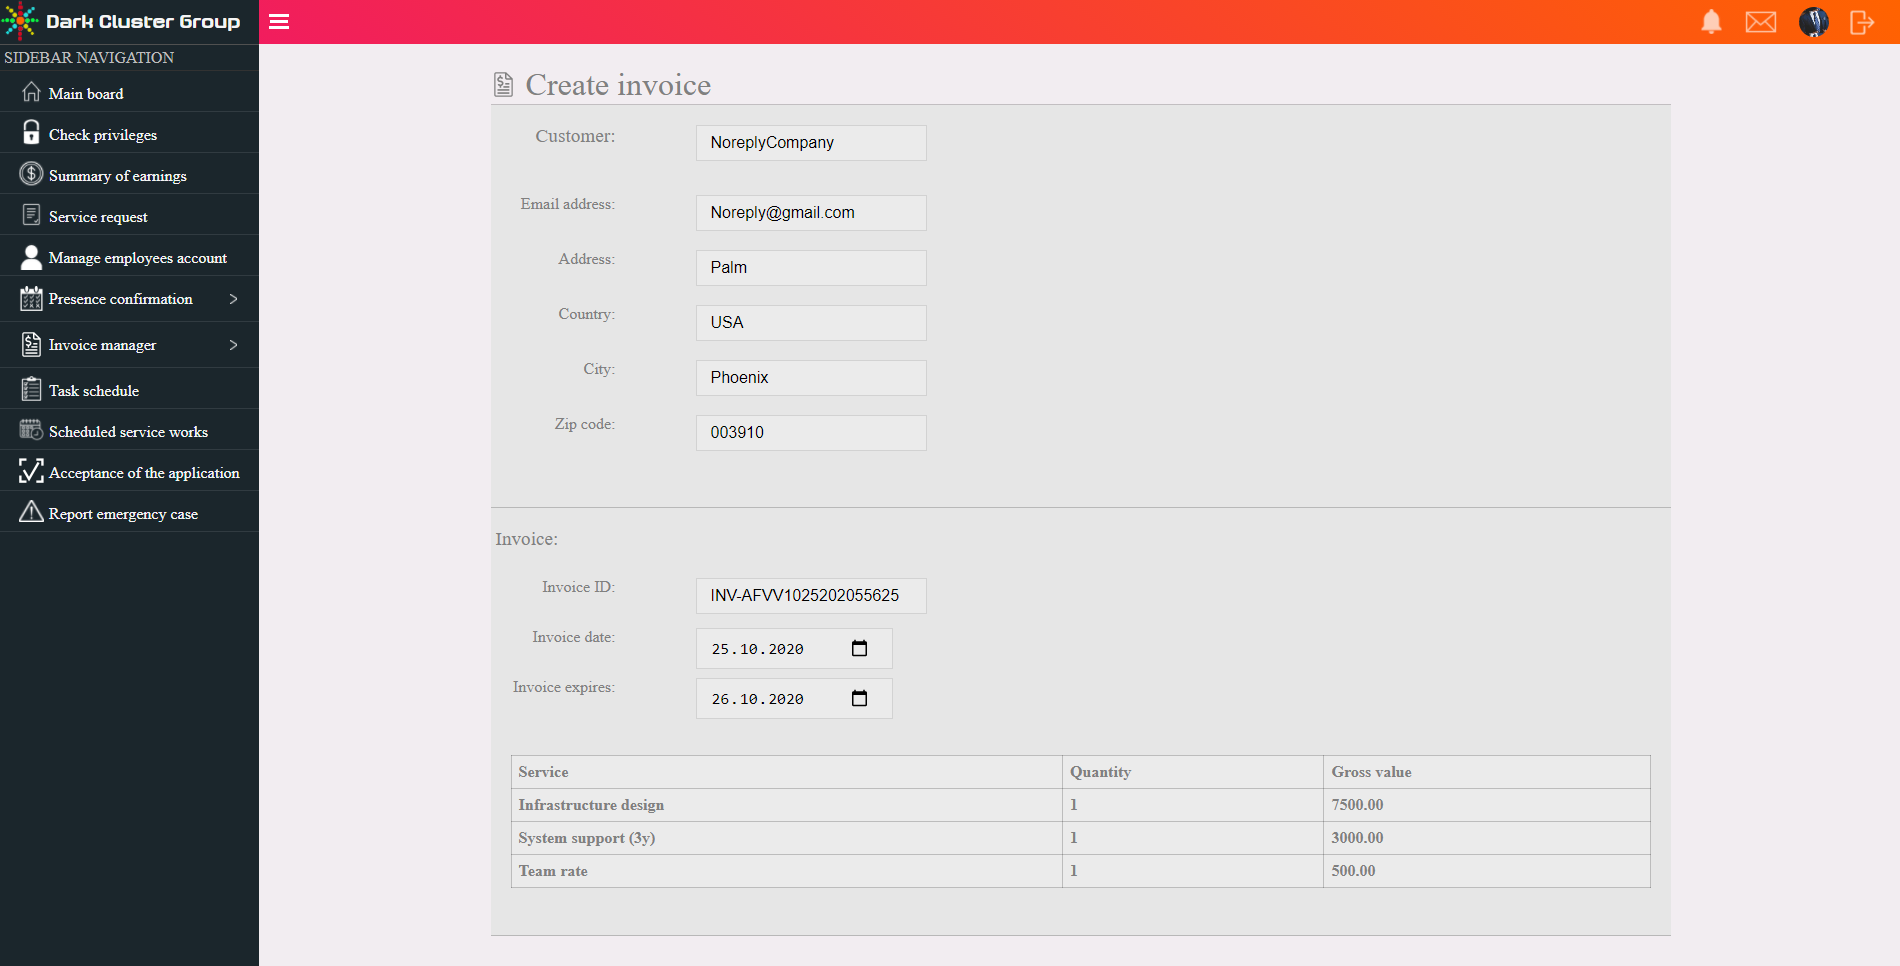 Dark Cluster Group
SIDEBAR NAVIGATION
Main board
Check privileges
Summary of earnings
Service request
Manage employees account
Presence confirmation >
Invoice manager >
Task schedule
Scheduled service works
Acceptance of the application
Report emergency case
Create invoice
Customer: NoreplyCompany
Email address: Noreply@gmail.com
Address: Palm
Country: USA
City: Phoenix
Zip code: 003910
Invoice:
Invoice ID: INV-AFVV1025202055625
Invoice date: 25.10.2020
Invoice expires: 26.10.2020
Service Quantity Gross value
Infrastructure design 1 7500.00
System support (3y) 1 3000.00
Team rate 1 500.00